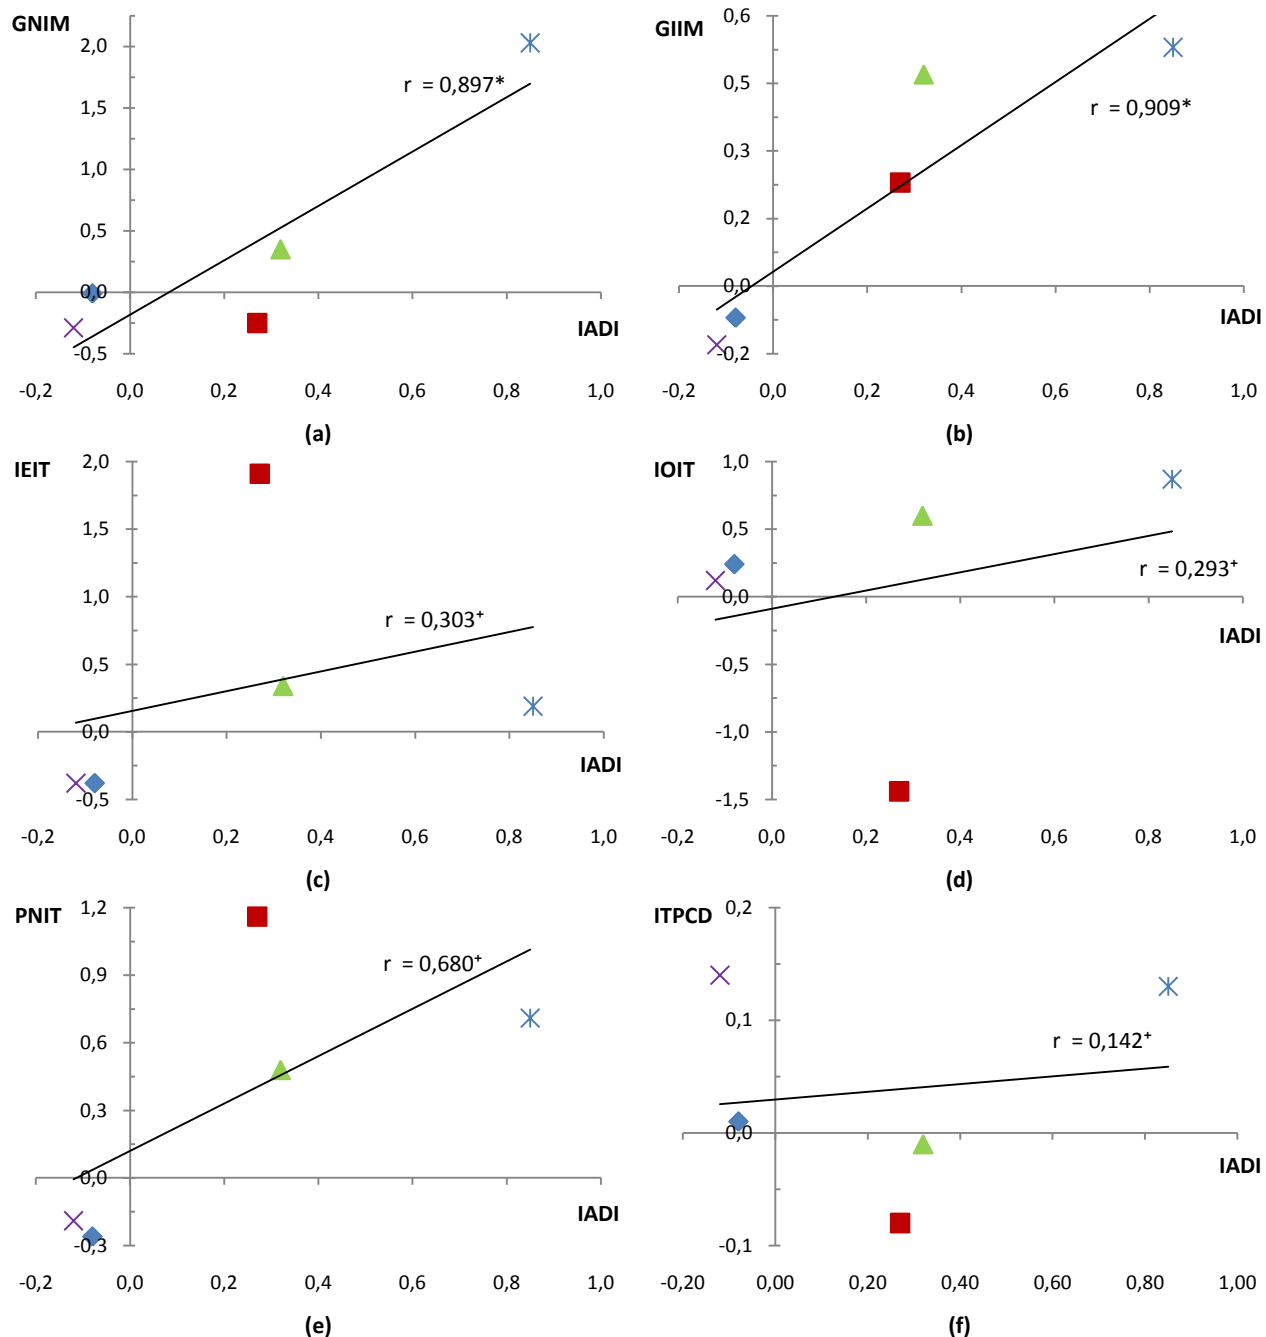 GNIM
2,0
1,5
1,0
0,5
0,0
-0,5
r = 0,897*
IADI
-0,2 0,0 0,2 0,4 0,6 0,8 1,0
(a)
GIIM
0,6
0,5
0,3
0,2
0,0
-0,2
r = 0,909*
IADI
-0,2 0,0 0,2 0,4 0,6 0,8 1,0
(b)
IEIT
2,0
1,5
1,0
0,5
0,0
-0,5
r = 0,303⁺
IADI
-0,2 0,0 0,2 0,4 0,6 0,8 1,0
(c)
IOIT
1,0
0,5
0,0
-0,5
-1,0
-1,5
r = 0,293⁺
IADI
-0,2 0,0 0,2 0,4 0,6 0,8 1,0
(d)
PNIT
1,2
0,9
0,6
0,3
0,0
-0,3
r = 0,680⁺
IADI
-0,2 0,0 0,2 0,4 0,6 0,8 1,0
(e)
ITPCD
0,2
0,1
0,0
-0,1
r = 0,142⁺
IADI
-0,20 0,00 0,20 0,40 0,60 0,80 1,00
(f)